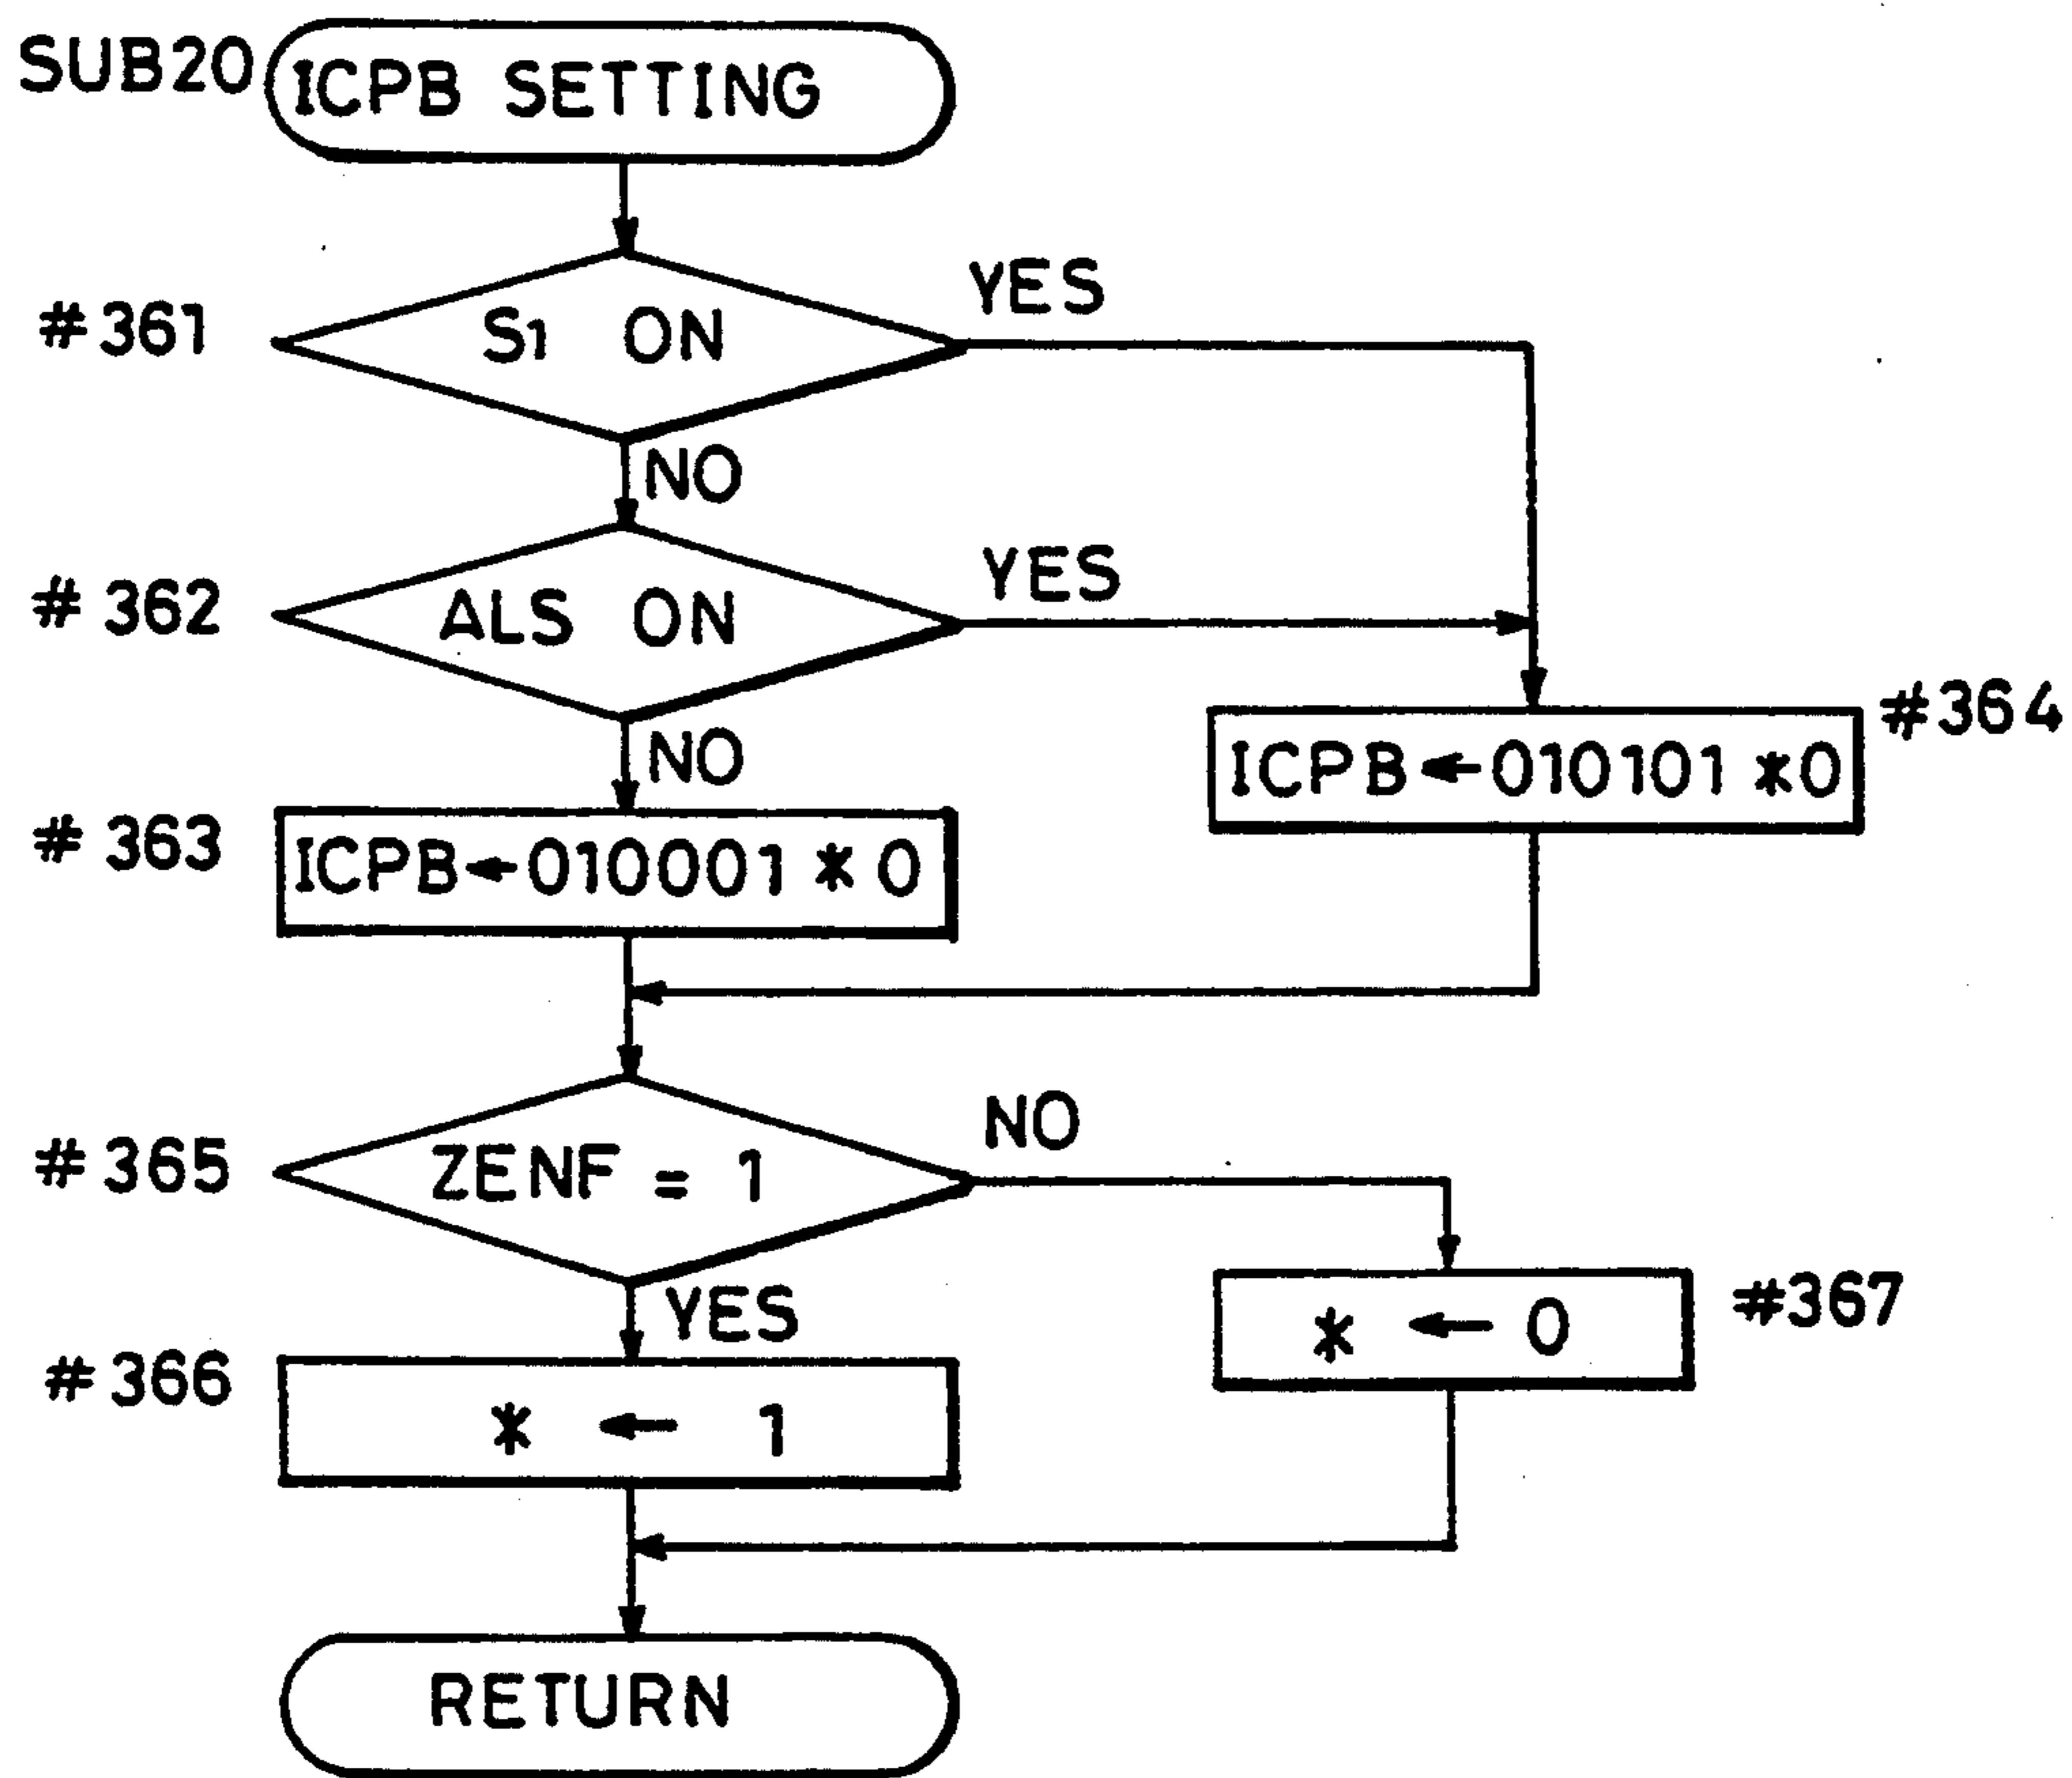 SUB20 ICPB SETTING
#361 S1 ON YES
NO
#362 ALS ON YES
NO
#364 ICPB←010101*0
#363 ICPB←010001*0
#365 ZENF = 1 NO
YES
#367 * ← 0
#366 * ← 1
RETURN